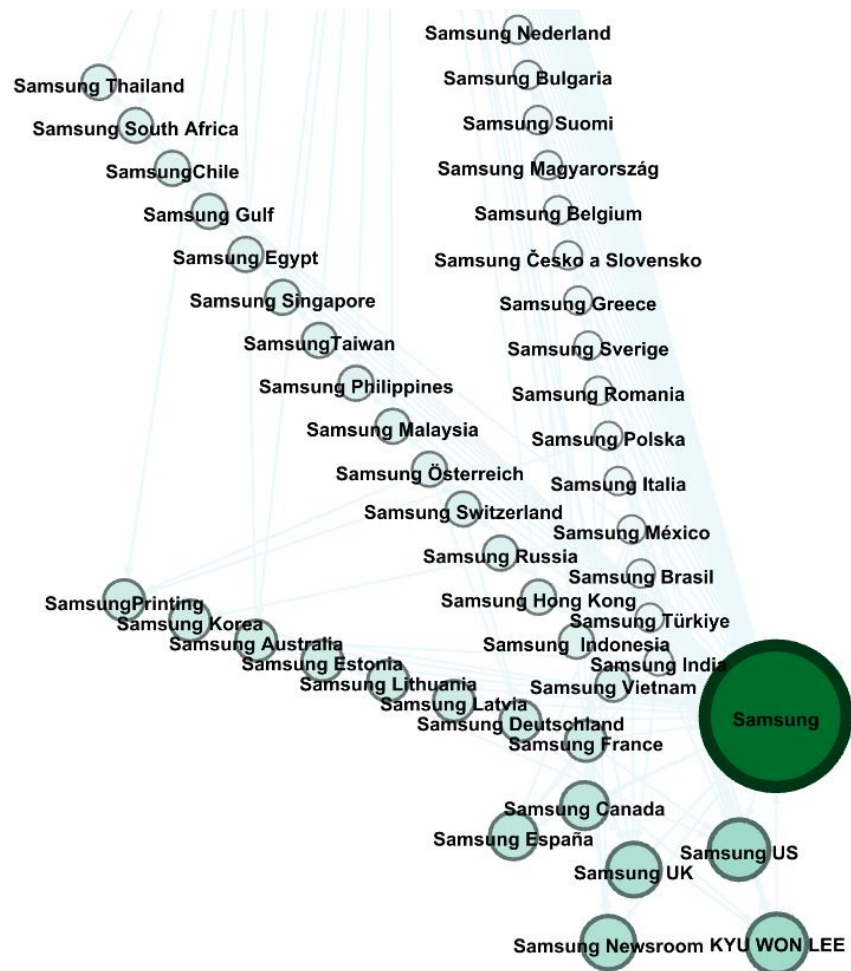 Samsung Nederland
Samsung Thailand
Samsung Bulgaria
Samsung South Africa
Samsung Suomi
SamsungChile
Samsung Magyarország
Samsung Gulf
Samsung Belgium
Samsung Egypt
Samsung Česko a Slovensko
Samsung Singapore
Samsung Greece
SamsungTaiwan
Samsung Sverige
Samsung Philippines
Samsung Romania
Samsung Malaysia
Samsung Polska
Samsung Österreich
Samsung Italia
Samsung Switzerland
Samsung México
Samsung Russia
Samsung Brasil
SamsungPrinting
Samsung Hong Kong
Samsung Korea
Samsung Türkiye
Samsung Australia
Samsung Indonesia
Samsung Estonia
Samsung India
Samsung Lithuania
Samsung Vietnam
Samsung Latvia
Samsung Deutschland
Samsung
Samsung France
Samsung Canada
Samsung España
Samsung US
Samsung UK
Samsung Newsroom
KYU WON LEE